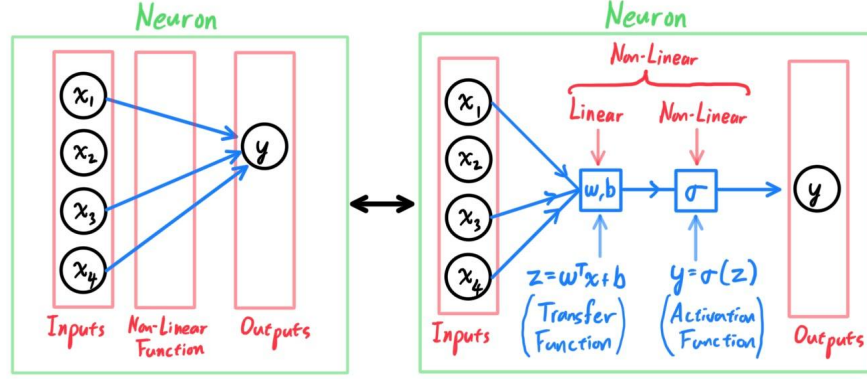 Neuron
x₁
x₂
x₃
x₄
y
Inputs
Non-Linear
Function
Outputs
Neuron
Non-Linear
Linear
Non-Linear
x₁
x₂
x₃
x₄
w,b
σ
y
z=wᵀx+b
(Transfer
Function)
y=σ(z)
(Activation
Function)
Inputs
Outputs